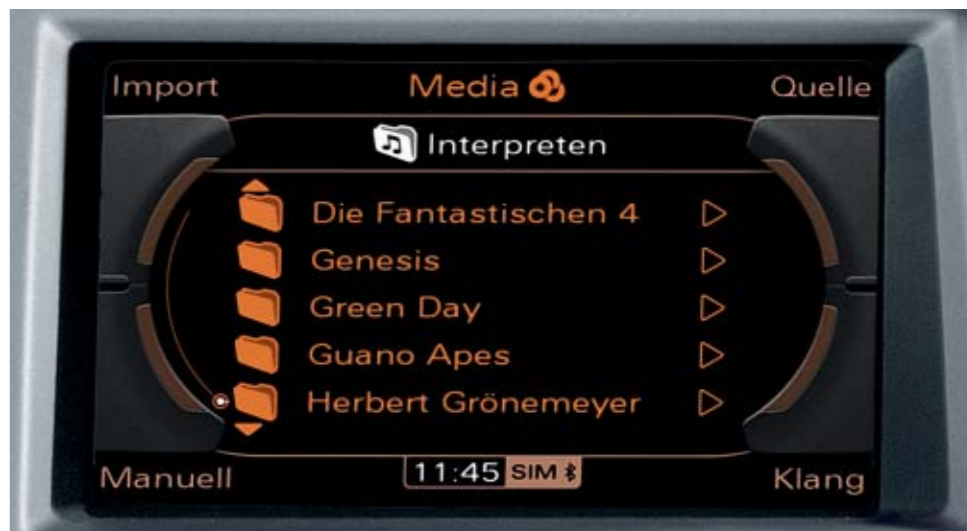 Import Media Quelle
Interpreten
Die Fantastischen 4
Genesis
Green Day
Guano Apes
Herbert Grönemeyer
Manuell 11:45 SIM Klang